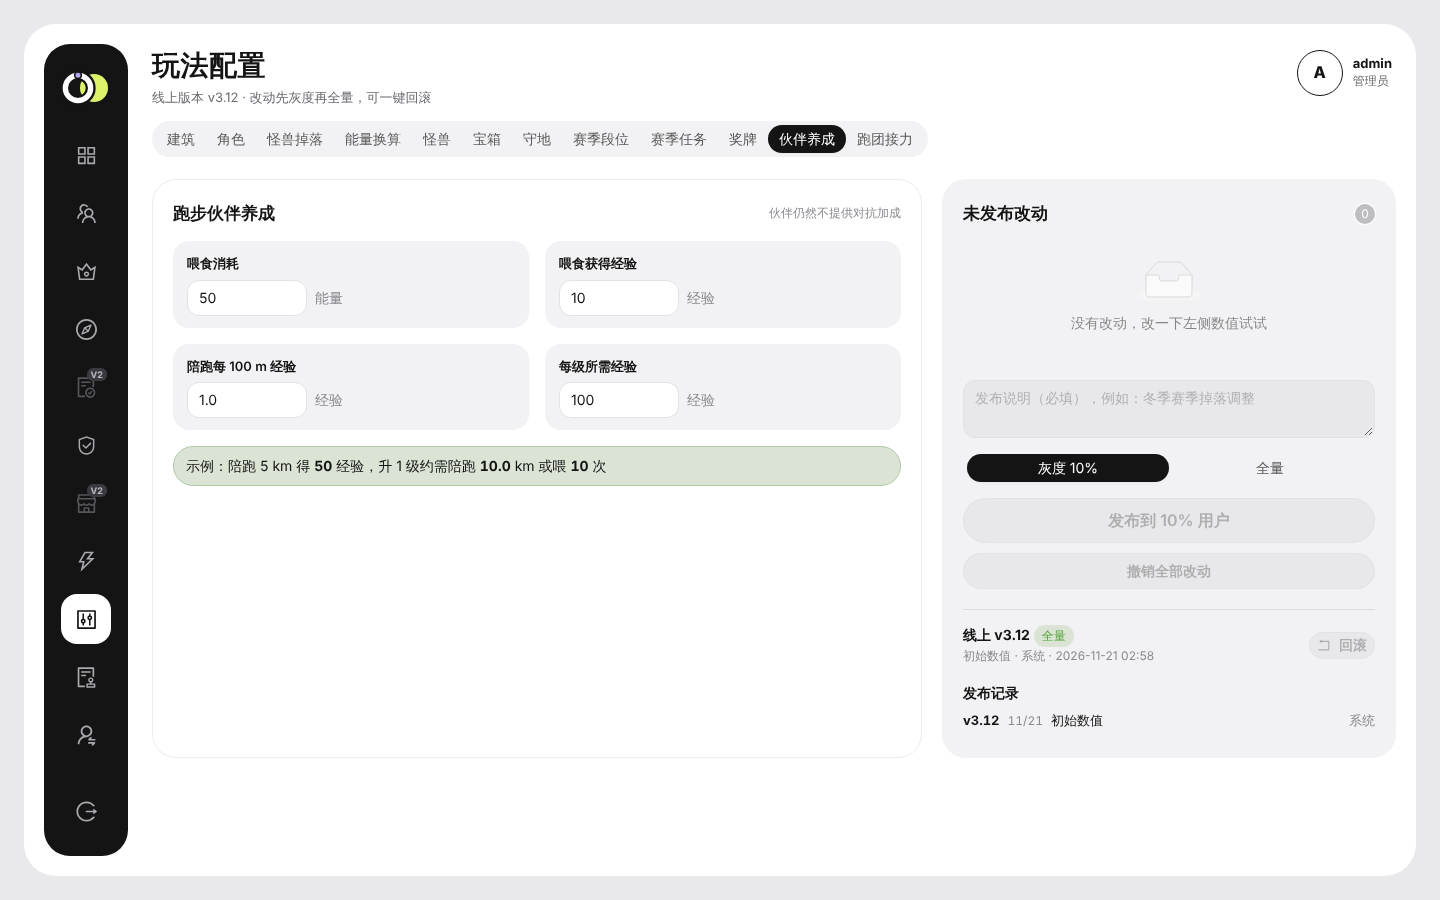 玩法配置
线上版本 v3.12 · 改动先灰度再全量，可一键回滚
A
admin
管理员
建筑 角色 怪兽掉落 能量换算 怪兽 宝箱 守地 赛季段位 赛季任务 奖牌 伙伴养成 跑团接力
V2
V2
跑步伙伴养成
伙伴仍然不提供对抗加成
喂食消耗
50 能量
喂食获得经验
10 经验
陪跑每 100 m 经验
1.0 经验
每级所需经验
100 经验
示例：陪跑 5 km 得 50 经验，升 1 级约需陪跑 10.0 km 或喂 10 次
未发布改动
0
没有改动，改一下左侧数值试试
发布说明（必填），例如：冬季赛季掉落调整
灰度 10% 全量
发布到 10% 用户
撤销全部改动
线上 v3.12 全量
初始数值 · 系统 · 2026-11-21 02:58
回滚
发布记录
v3.12 11/21 初始数值 系统